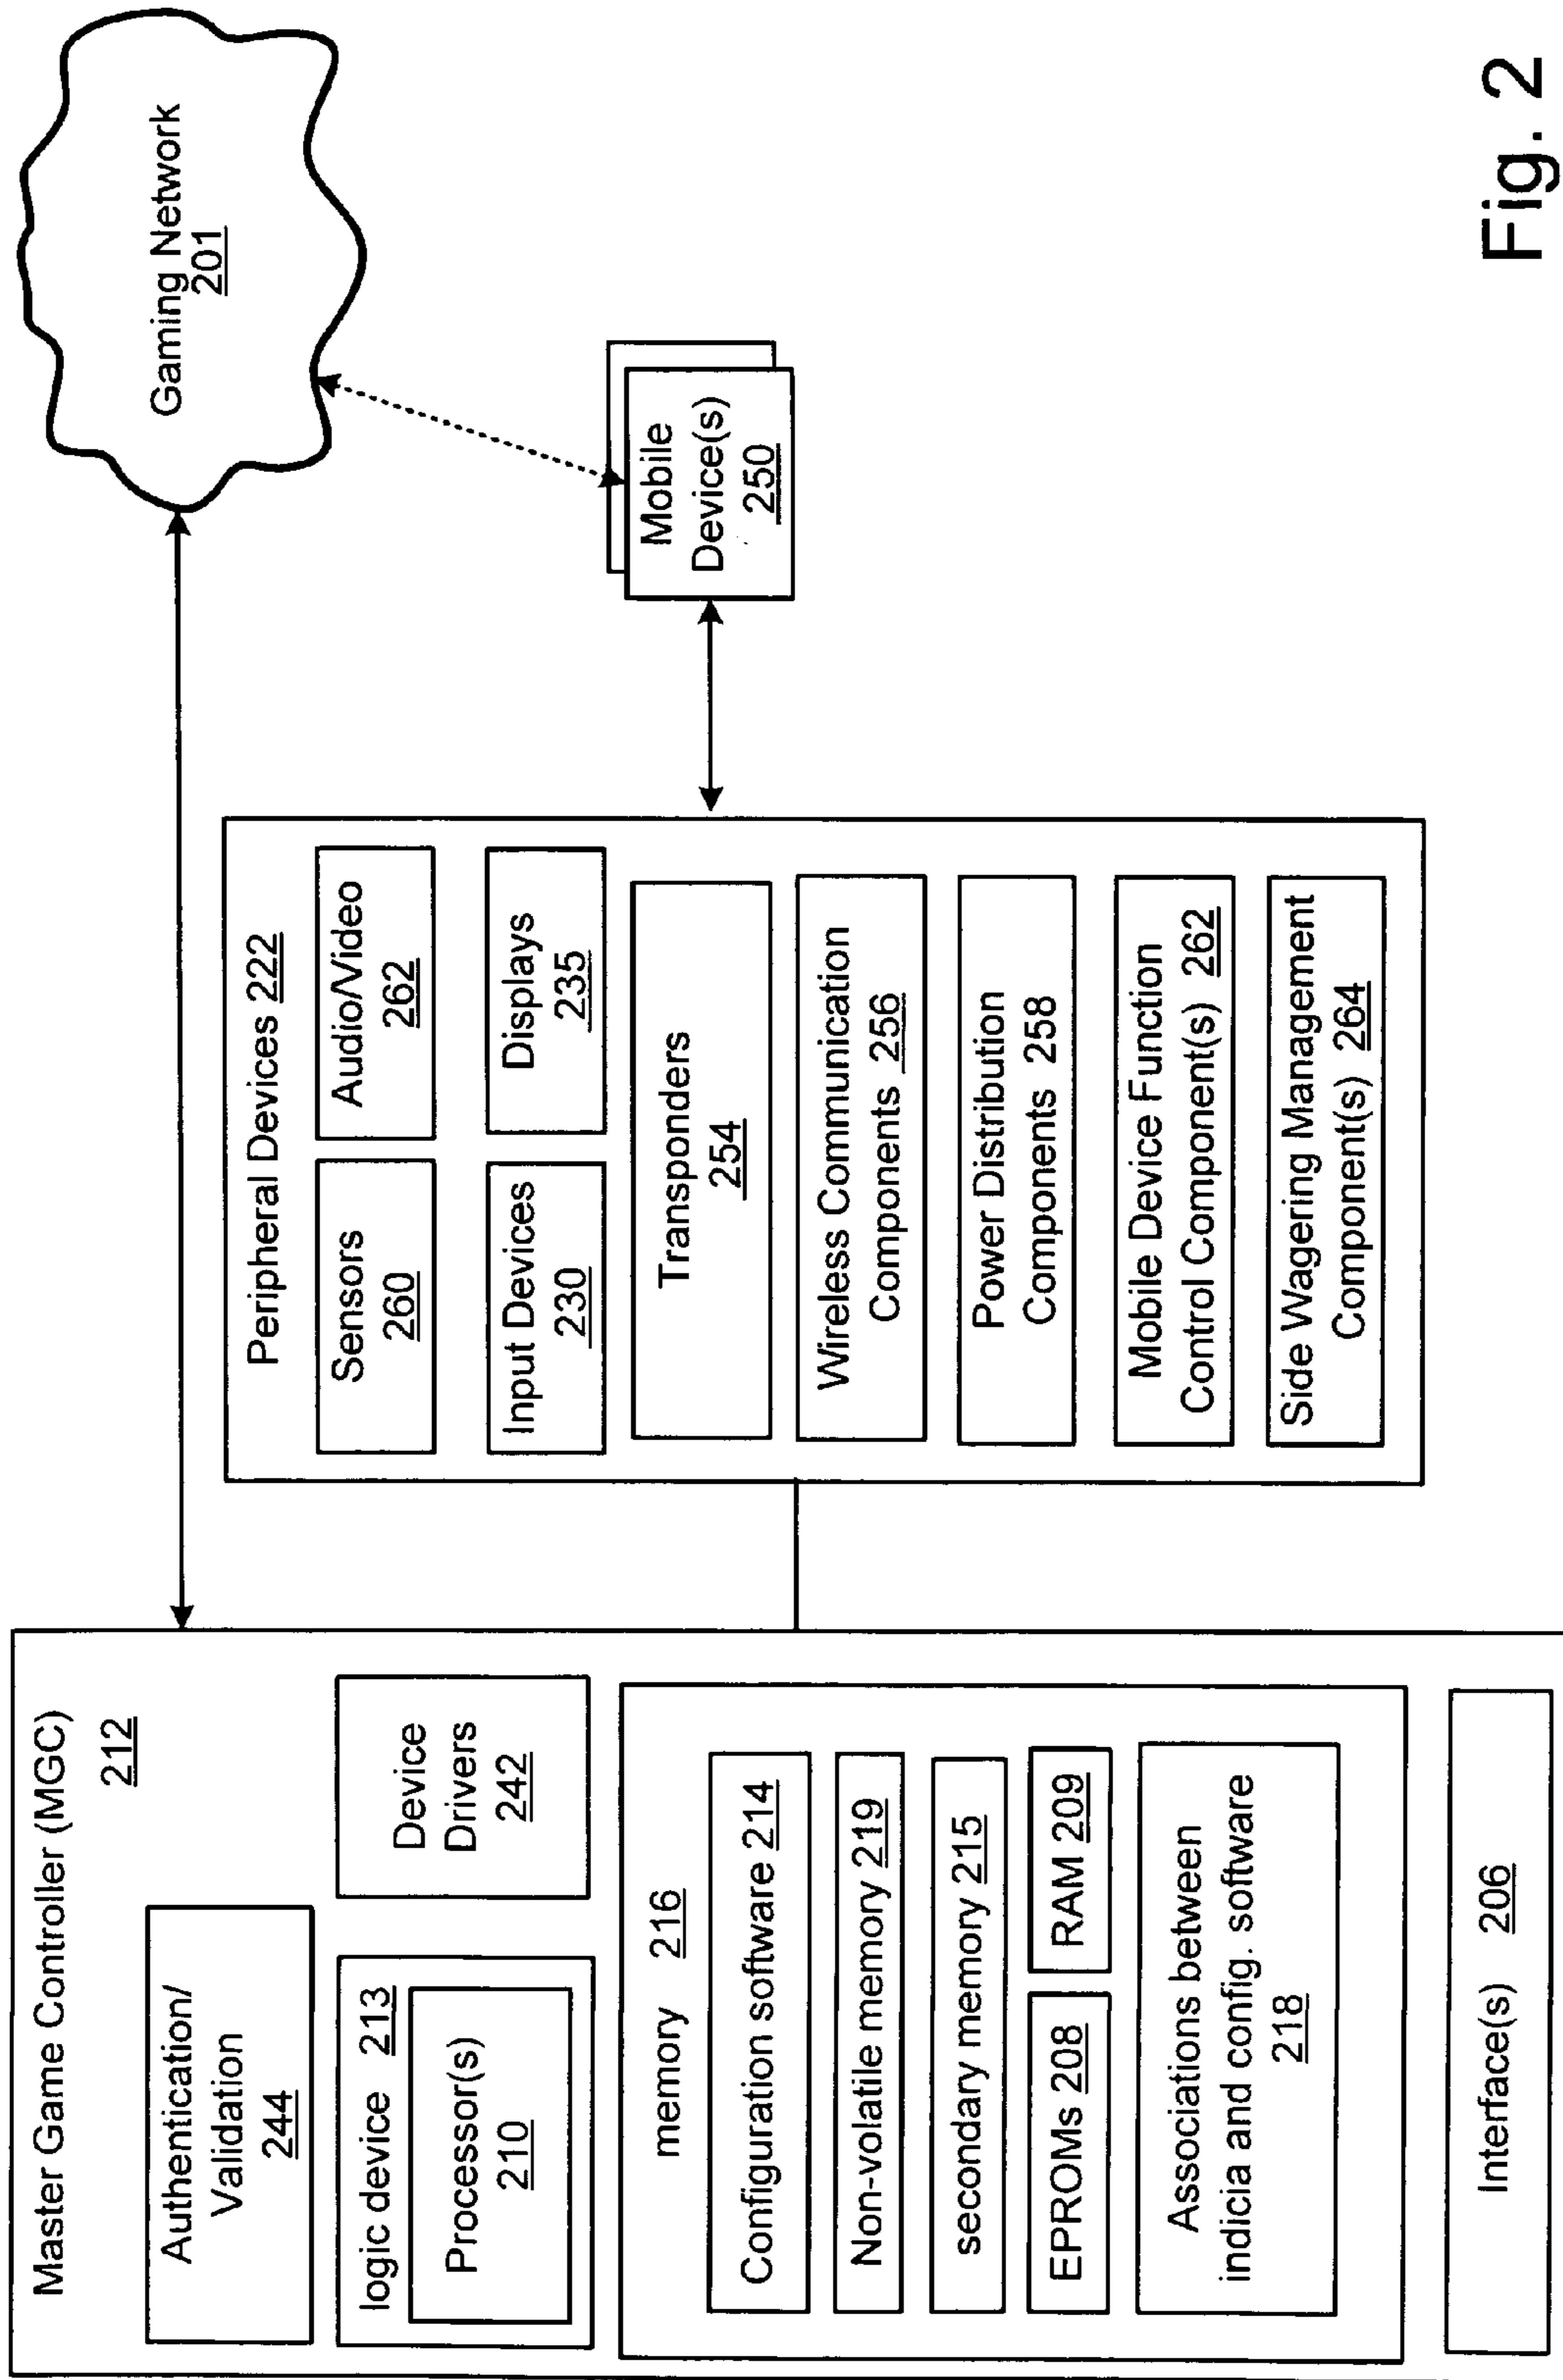 Master Game Controller (MGC)
212
Authentication/
Validation
244
logic device 213
Processor(s)
210
Device
Drivers
242
memory 216
Configuration software 214
Non-volatile memory 219
secondary memory 215
EPROMs 208
RAM 209
Associations between
indicia and config. software
218
Interface(s) 206
Peripheral Devices 222
Sensors
260
Audio/Video
262
Input Devices
230
Displays
235
Transponders
254
Wireless Communication
Components 256
Power Distribution
Components 258
Mobile Device Function
Control Component(s) 262
Side Wagering Management
Component(s) 264
Mobile
Device(s)
250
Gaming Network
201
Fig. 2